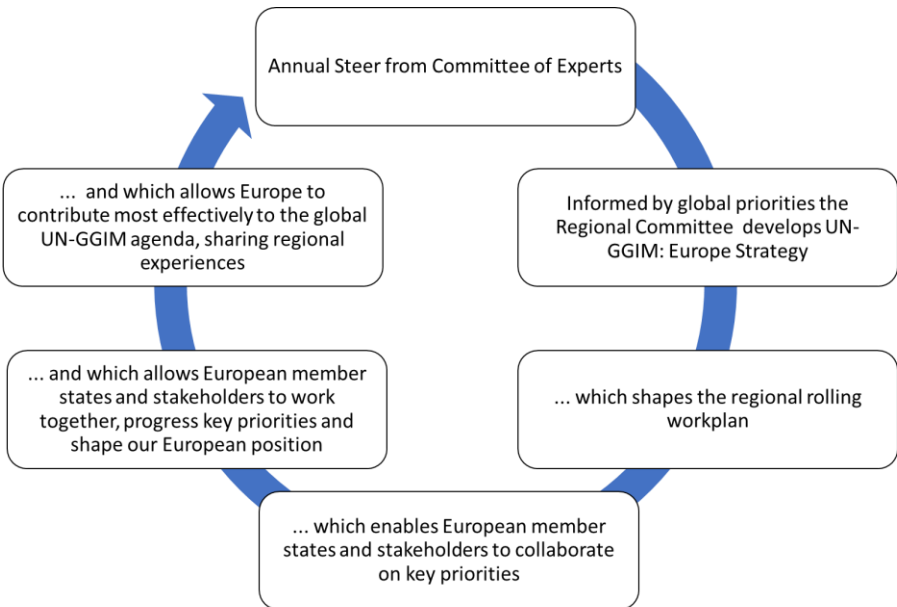 Annual Steer from Committee of Experts
Informed by global priorities the
Regional Committee develops UN-
GGIM: Europe Strategy
... which shapes the regional rolling
workplan
... which enables European member
states and stakeholders to collaborate
on key priorities
... and which allows European member
states and stakeholders to work
together, progress key priorities and
shape our European position
... and which allows Europe to
contribute most effectively to the global
UN-GGIM agenda, sharing regional
experiences